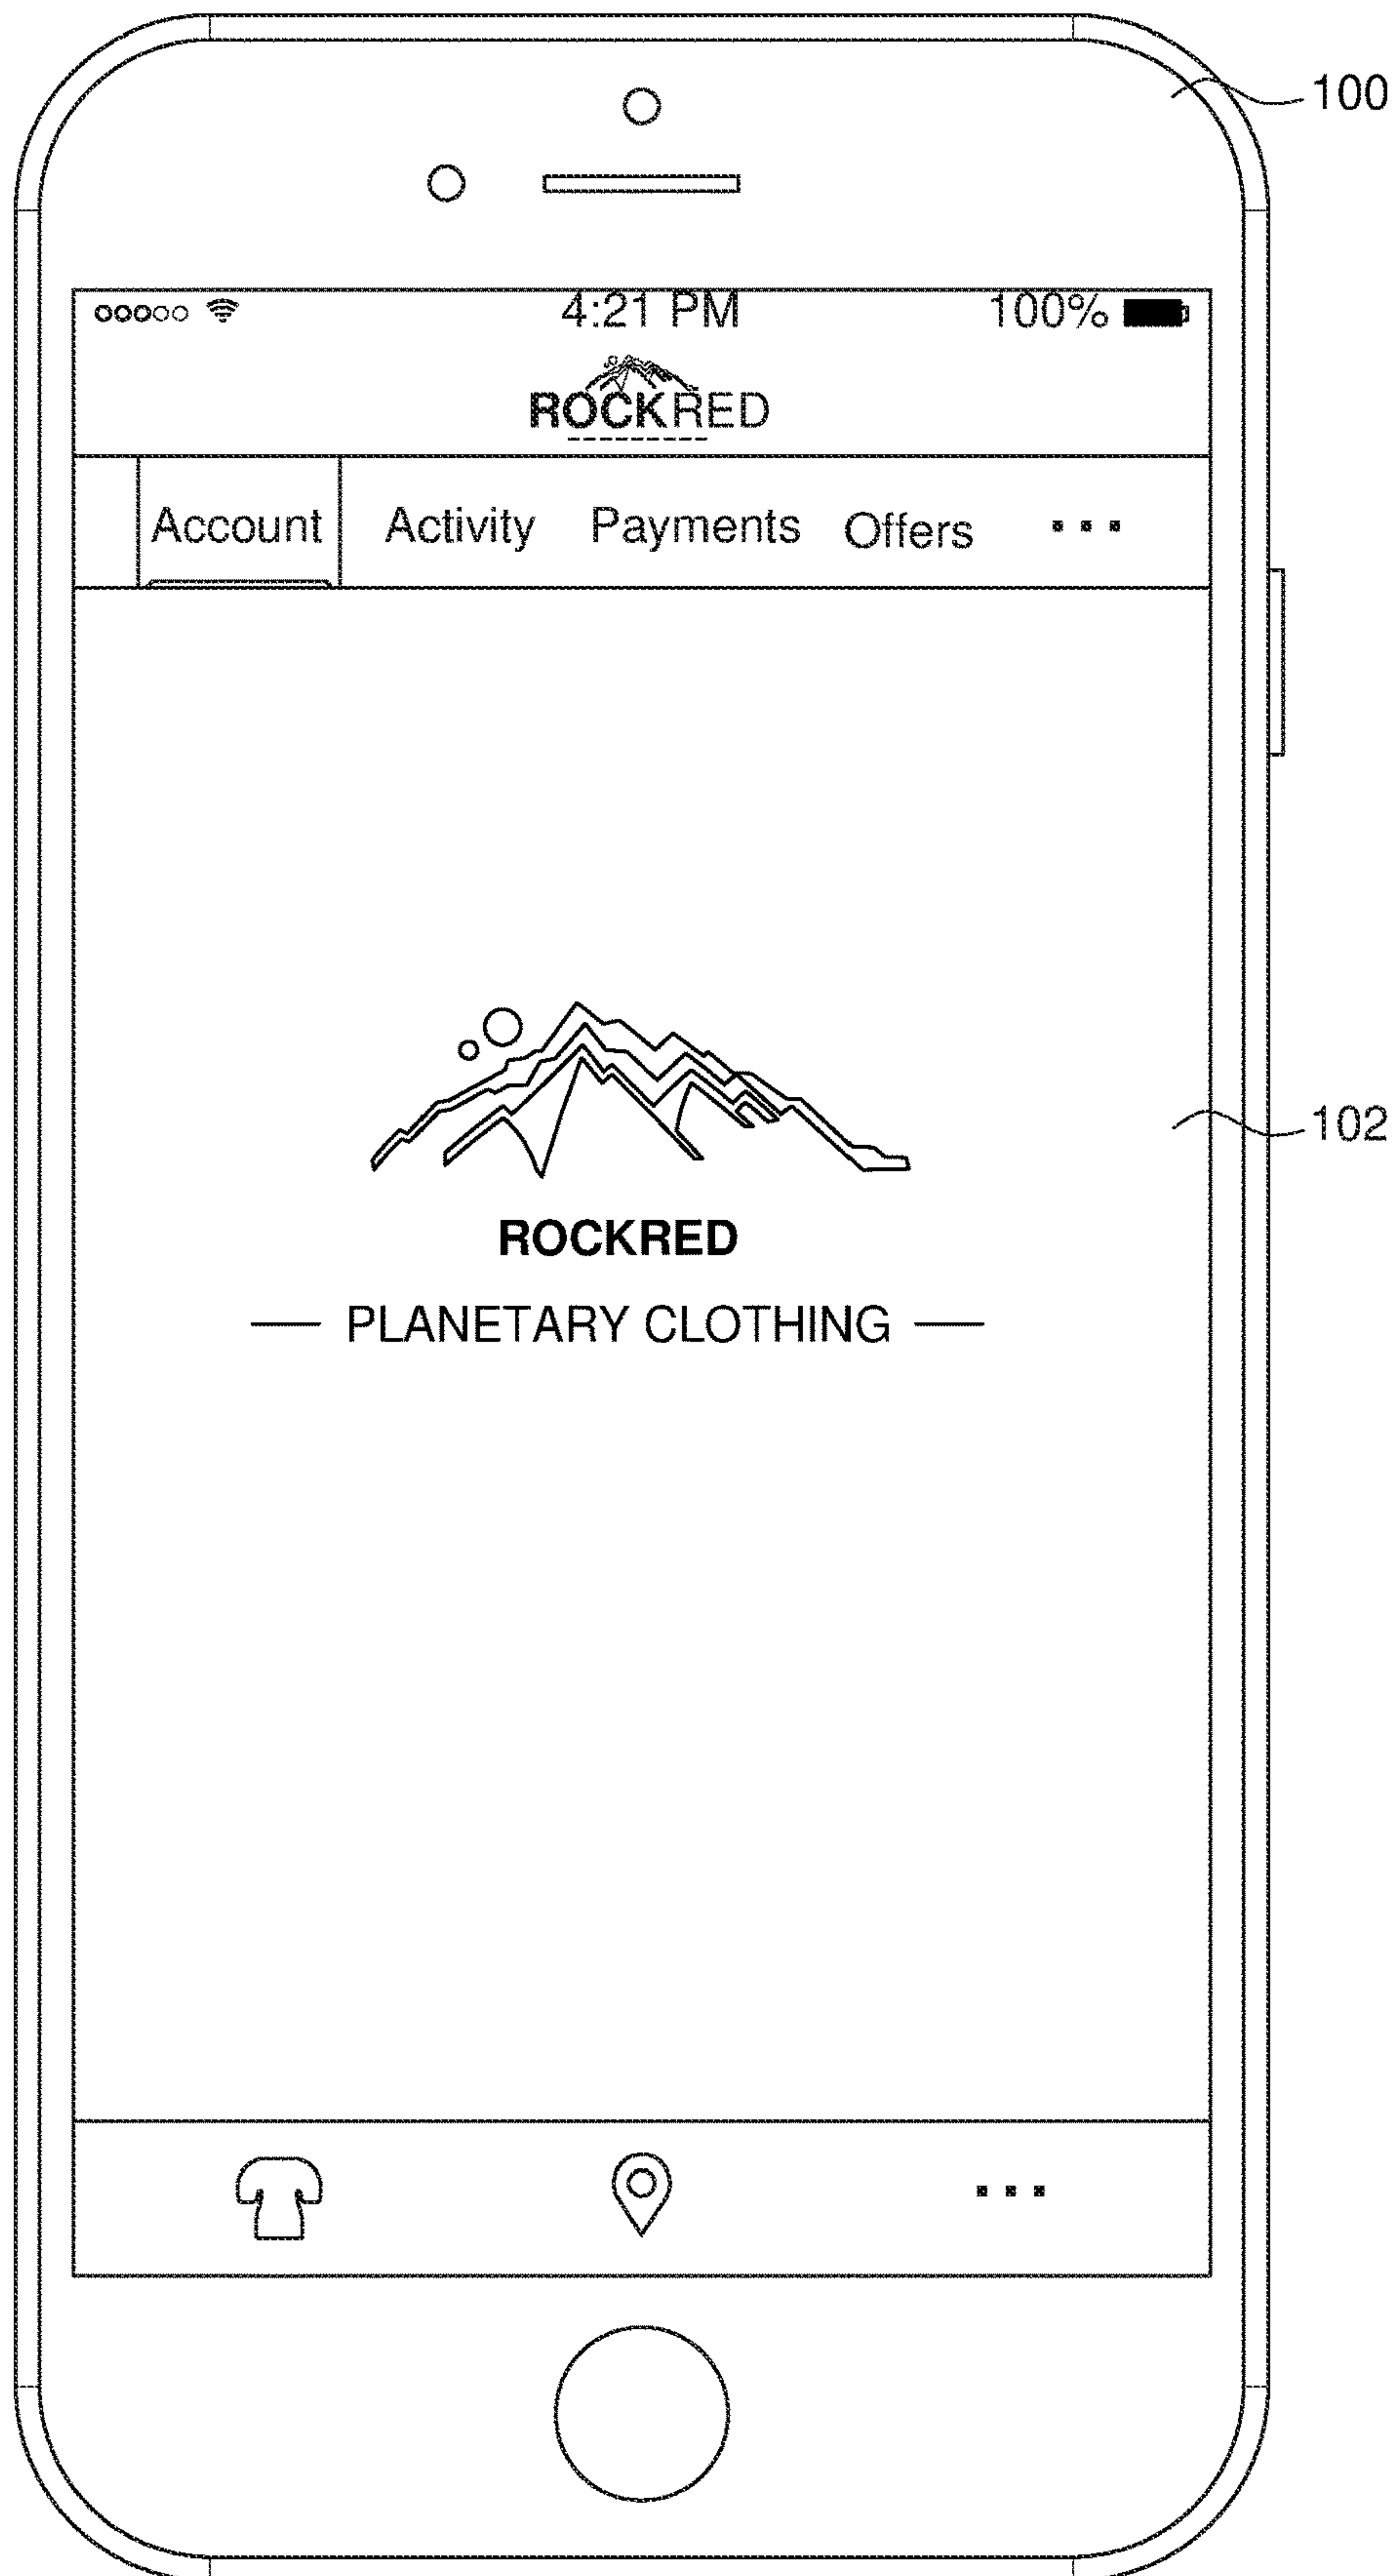 100
4:21 PM 100%
ROCKRED
Account Activity Payments Offers ...
102
ROCKRED
— PLANETARY CLOTHING —
...